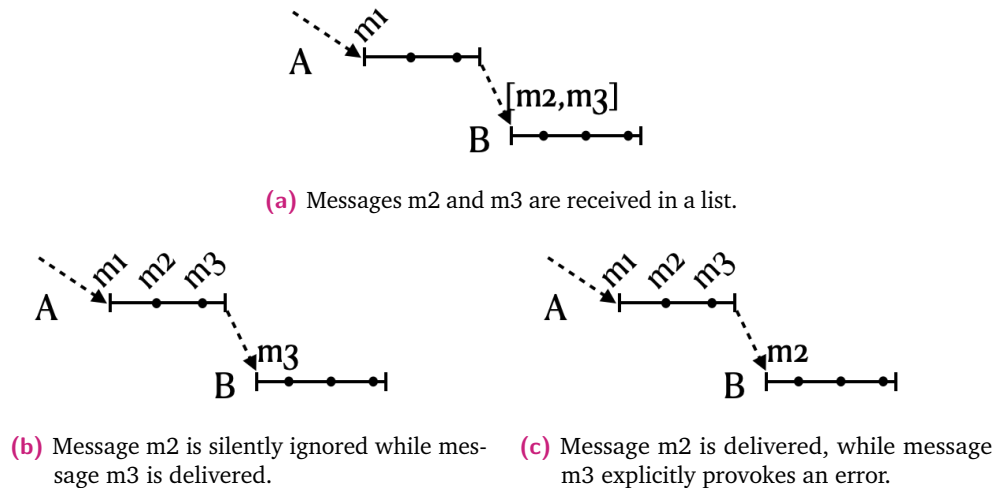 m1
A
[m2,m3]
B
(a) Messages m2 and m3 are received in a list.
m1 m2 m3
A
m3
B
(b) Message m2 is silently ignored while mes-
sage m3 is delivered.
m1 m2 m3
A
m2
B
(c) Message m2 is delivered, while message
m3 explicitly provokes an error.